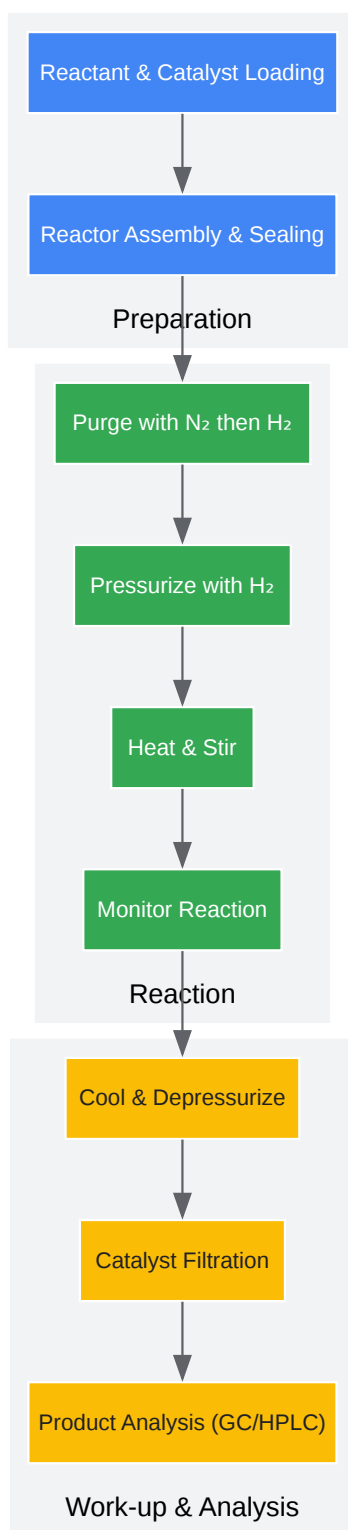 Reactant & Catalyst Loading
Reactor Assembly & Sealing
Preparation
Purge with N₂ then H₂
Pressurize with H₂
Heat & Stir
Monitor Reaction
Reaction
Cool & Depressurize
Catalyst Filtration
Product Analysis (GC/HPLC)
Work-up & Analysis